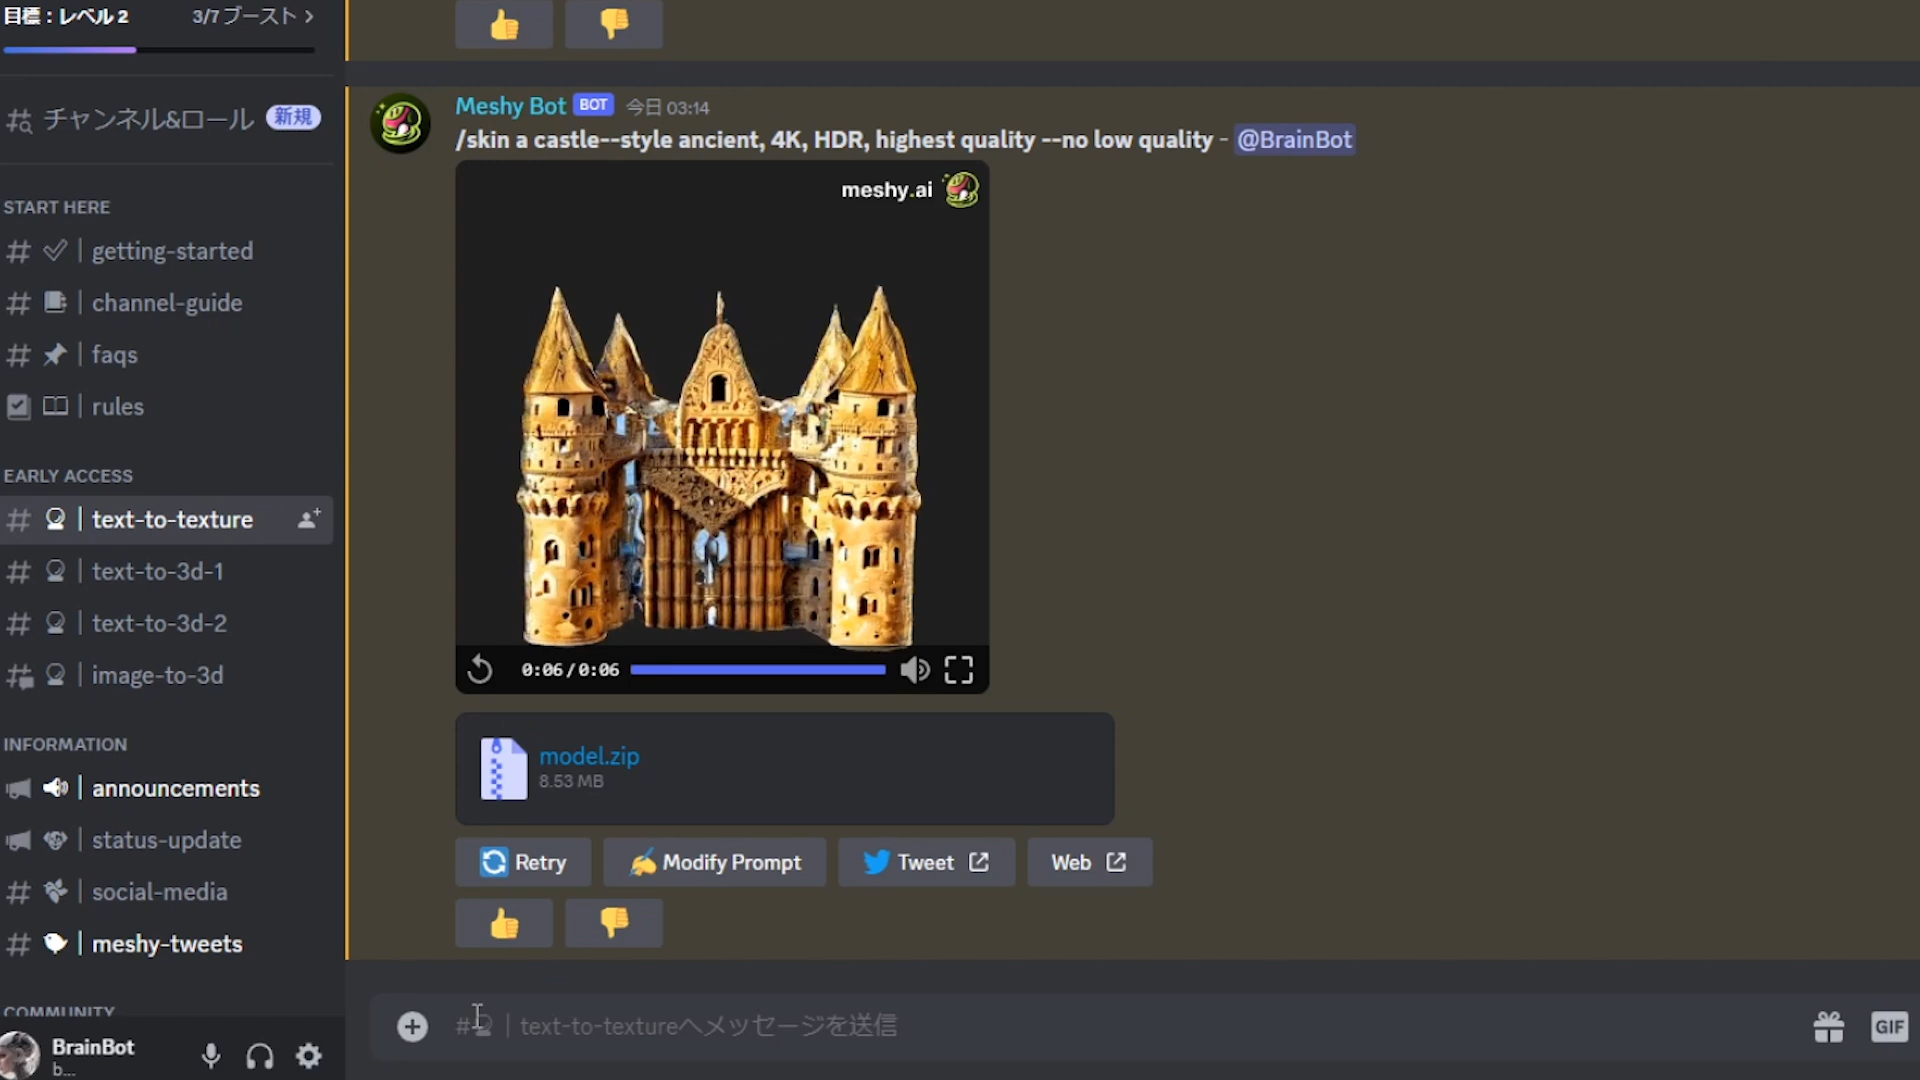 目標:レベル2
3/7ブースト
チャンネル&ロール 新規
START HERE
getting-started
channel-guide
faqs
rules
EARLY ACCESS
text-to-texture
text-to-3d-1
text-to-3d-2
image-to-3d
INFORMATION
announcements
status-update
social-media
meshy-tweets
COMMUNITY
BrainBot
b...
Meshy Bot BOT 今日 03:14
/skin a castle--style ancient, 4K, HDR, highest quality --no low quality - @BrainBot
meshy.ai
0:06/0:06
model.zip
8.53 MB
Retry
Modify Prompt
Tweet
Web
text-to-textureへメッセージを送信
GIF